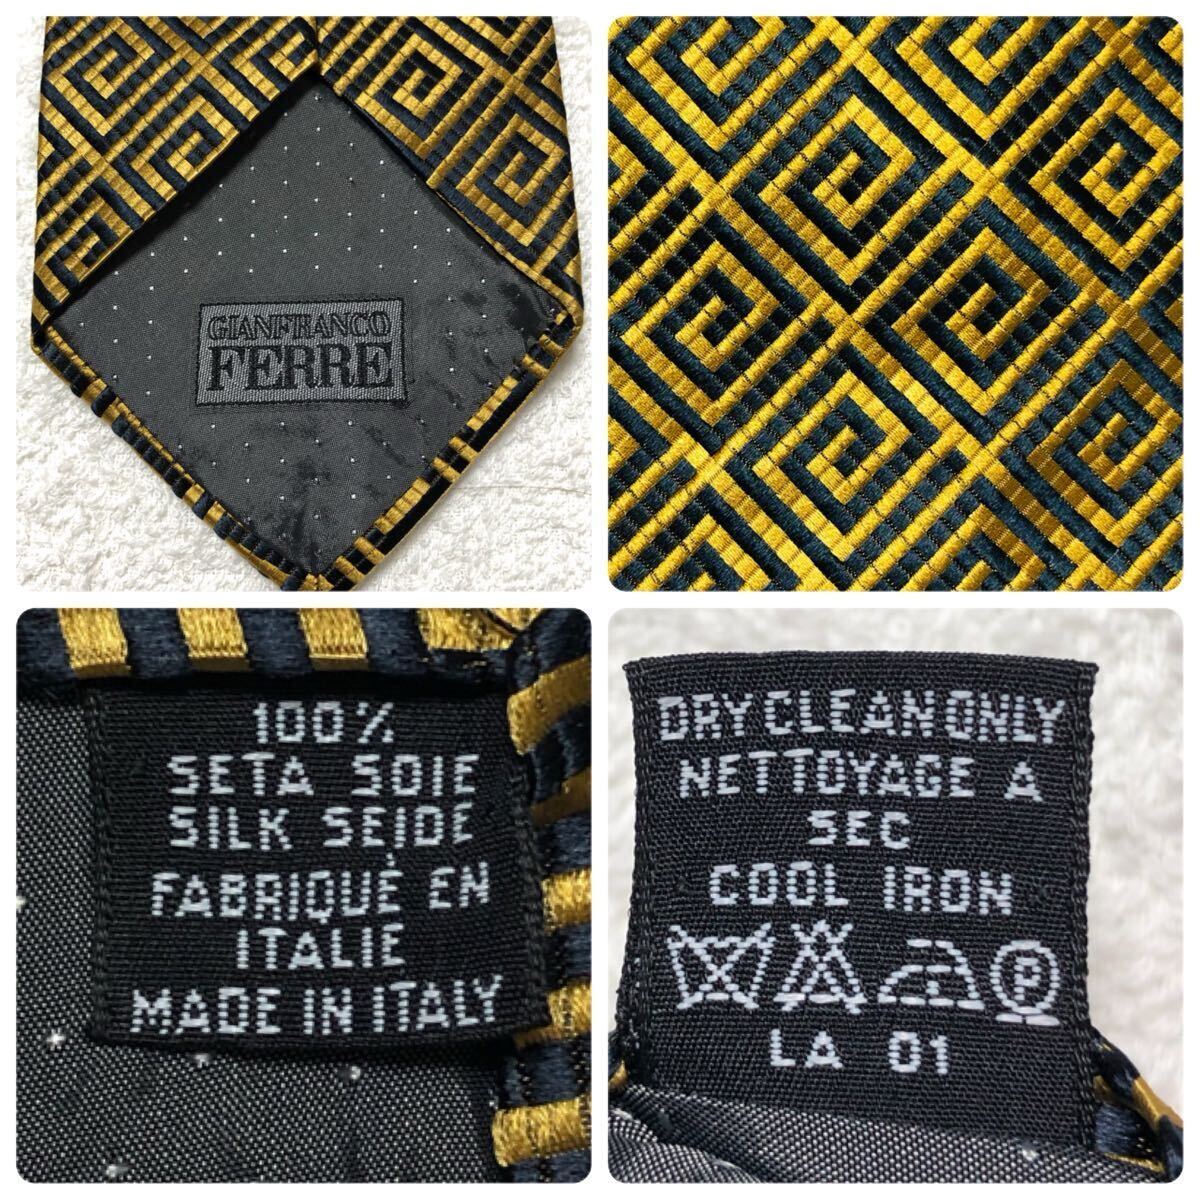 GIANFRANCO
FERRE
100%
SETA SOIE
SILK SEIDE
FABRIQUÉ EN
ITALIE
MADE IN ITALY
DRY CLEAN ONLY
NETTOYAGE A
SEC
COOL IRON
P
LA 01